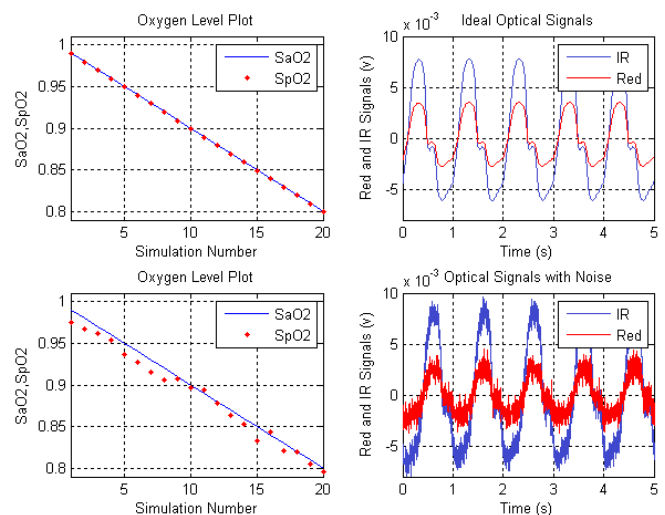 Oxygen Level Plot
SaO2,SpO2
1
0.95
0.9
0.85
0.8
5 10 15 20
Simulation Number
SaO2
SpO2
Ideal Optical Signals
x 10^-3
Red and IR Signals (v)
10
5
0
-5
0 1 2 3 4 5
Time (s)
IR
Red
Oxygen Level Plot
SaO2,SpO2
1
0.95
0.9
0.85
0.8
5 10 15 20
Simulation Number
SaO2
SpO2
Optical Signals with Noise
x 10^-3
Red and IR Signals (v)
10
5
0
-5
0 1 2 3 4 5
Time (s)
IR
Red